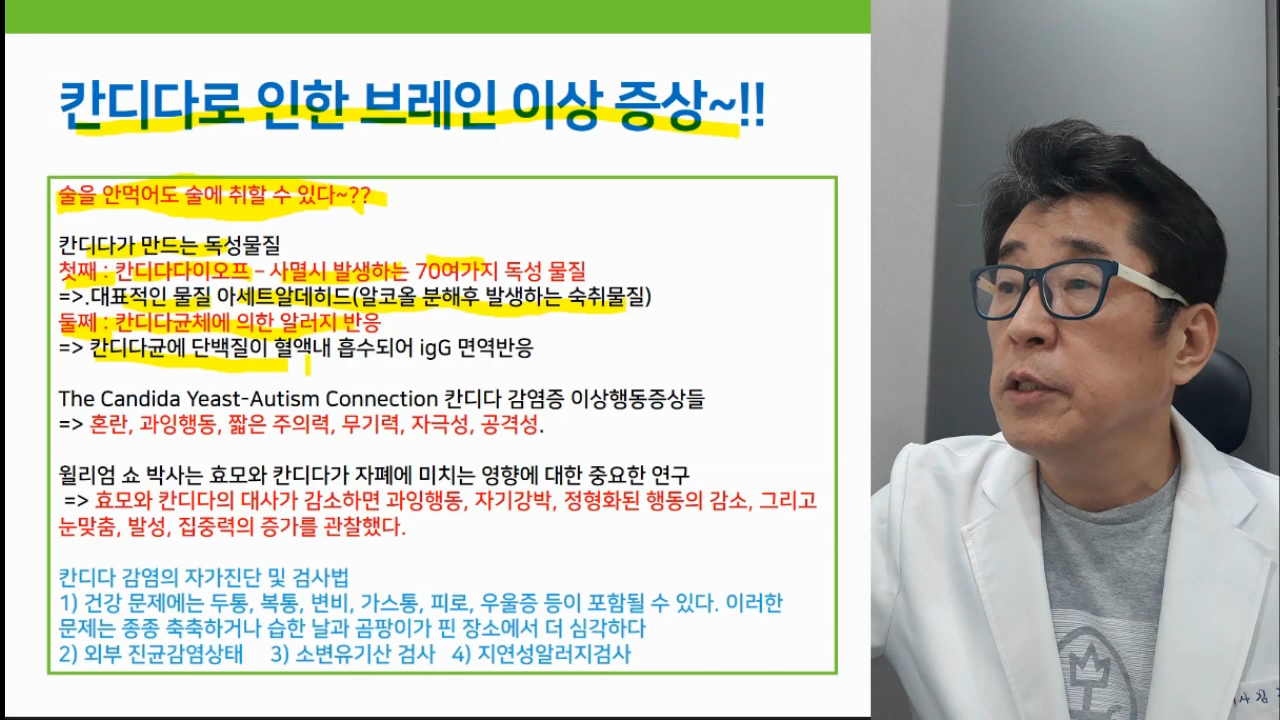 칸디다로 인한 브레인 이상 증상~!!
술을 안먹어도 술에 취할 수 있다~??
칸디다가 만드는 독성물질
첫째 : 칸디다다이오프 – 사멸시 발생하는 70여가지 독성 물질
=>.대표적인 물질 아세트알데히드(알코올 분해후 발생하는 숙취물질)
둘쩨 : 칸디다균체에 의한 알러지 반응
=> 칸디다균에 단백질이 혈액내 흡수되어 igG 면역반응
The Candida Yeast-Autism Connection 칸디다 감염증 이상행동증상들
=> 혼란, 과잉행동, 짧은 주의력, 무기력, 자극성, 공격성.
윌리엄 쇼 박사는 효모와 칸디다가 자폐에 미치는 영향에 대한 중요한 연구
=> 효모와 칸디다의 대사가 감소하면 과잉행동, 자기강박, 정형화된 행동의 감소, 그리고
눈맞춤, 발성, 집중력의 증가를 관찰했다.
칸디다 감염의 자가진단 및 검사법
1) 건강 문제에는 두통, 복통, 변비, 가스통, 피로, 우울증 등이 포함될 수 있다. 이러한
문제는 종종 축축하거나 습한 날과 곰팡이가 핀 장소에서 더 심각하다
2) 외부 진균감염상태 3) 소변유기산 검사 4) 지연성알러지검사